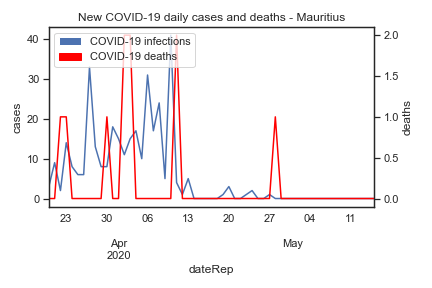 New COVID-19 daily cases and deaths - Mauritius
COVID-19 infections
COVID-19 deaths
cases
40
30
20
10
0
deaths
2.0
1.5
1.0
0.5
0.0
23 30 06 13 20 27 04 11
Apr May
2020
dateRep